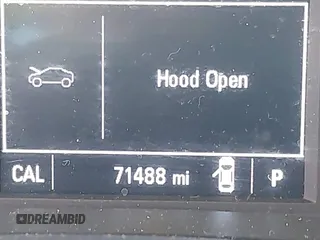 Hood Open
CAL 71488 mi P
DREAMBID